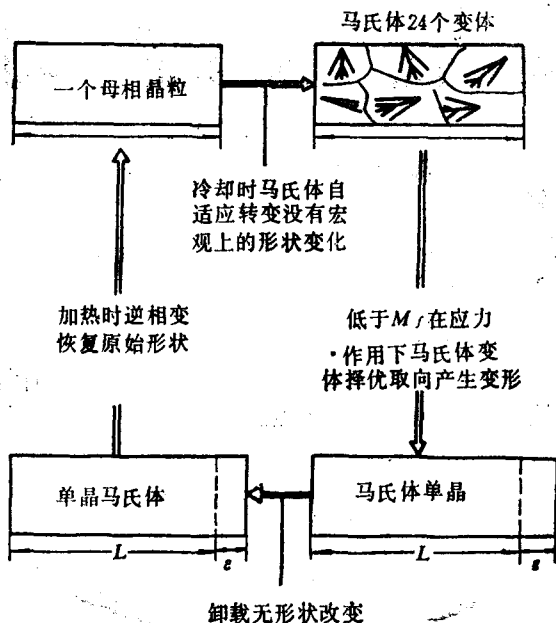 马氏体24个变体
一个母相晶粒
冷却时马氏体自
适应转变没有宏
观上的形状变化
加热时逆相变
恢复原始形状
低于Mf在应力
·作用下马氏体变
体择优取向产生变形
单晶马氏体
马氏体单晶
L
ε
L
ε
卸载无形状改变